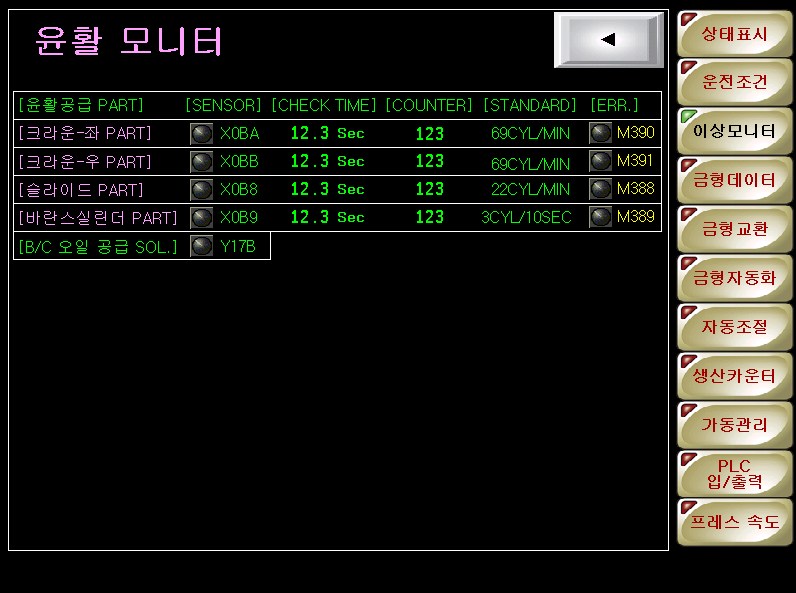 윤활 모니터
[윤활공급 PART] [SENSOR] [CHECK TIME] [COUNTER] [STANDARD] [ERR.]
[크라운-좌 PART] X0BA 12.3 Sec 123 69CYL/MIN M390
[크라운-우 PART] X0BB 12.3 Sec 123 69CYL/MIN M391
[슬라이드 PART] X0B8 12.3 Sec 123 22CYL/MIN M388
[바란스실린더 PART] X0B9 12.3 Sec 123 3CYL/10SEC M389
[B/C 오일 공급 SOL.] Y17B
상태표시
운전조건
이상모니터
금형데이터
금형교환
금형자동화
자동조절
생산카운터
가동관리
PLC
입/출력
프레스 속도